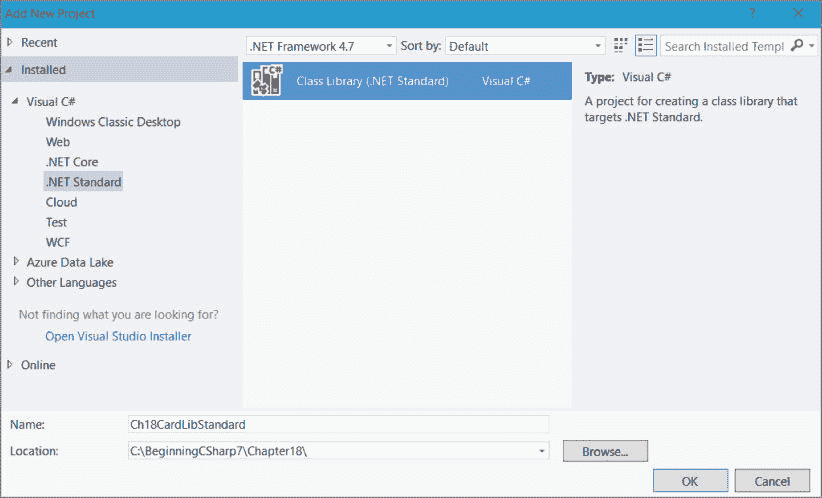 Add New Project
?
Recent
Installed
Visual C#
Windows Classic Desktop
Web
.NET Core
.NET Standard
Cloud
Test
WCF
Azure Data Lake
Other Languages
Not finding what you are looking for?
Open Visual Studio Installer
Online
.NET Framework 4.7
Sort by: Default
Search Installed Templ
C#
Class Library (.NET Standard) Visual C#
Type: Visual C#
A project for creating a class library that
targets .NET Standard.
Name: Ch18CardLibStandard
Location: C:\BeginningCSharp7\Chapter18\
Browse...
OK
Cancel